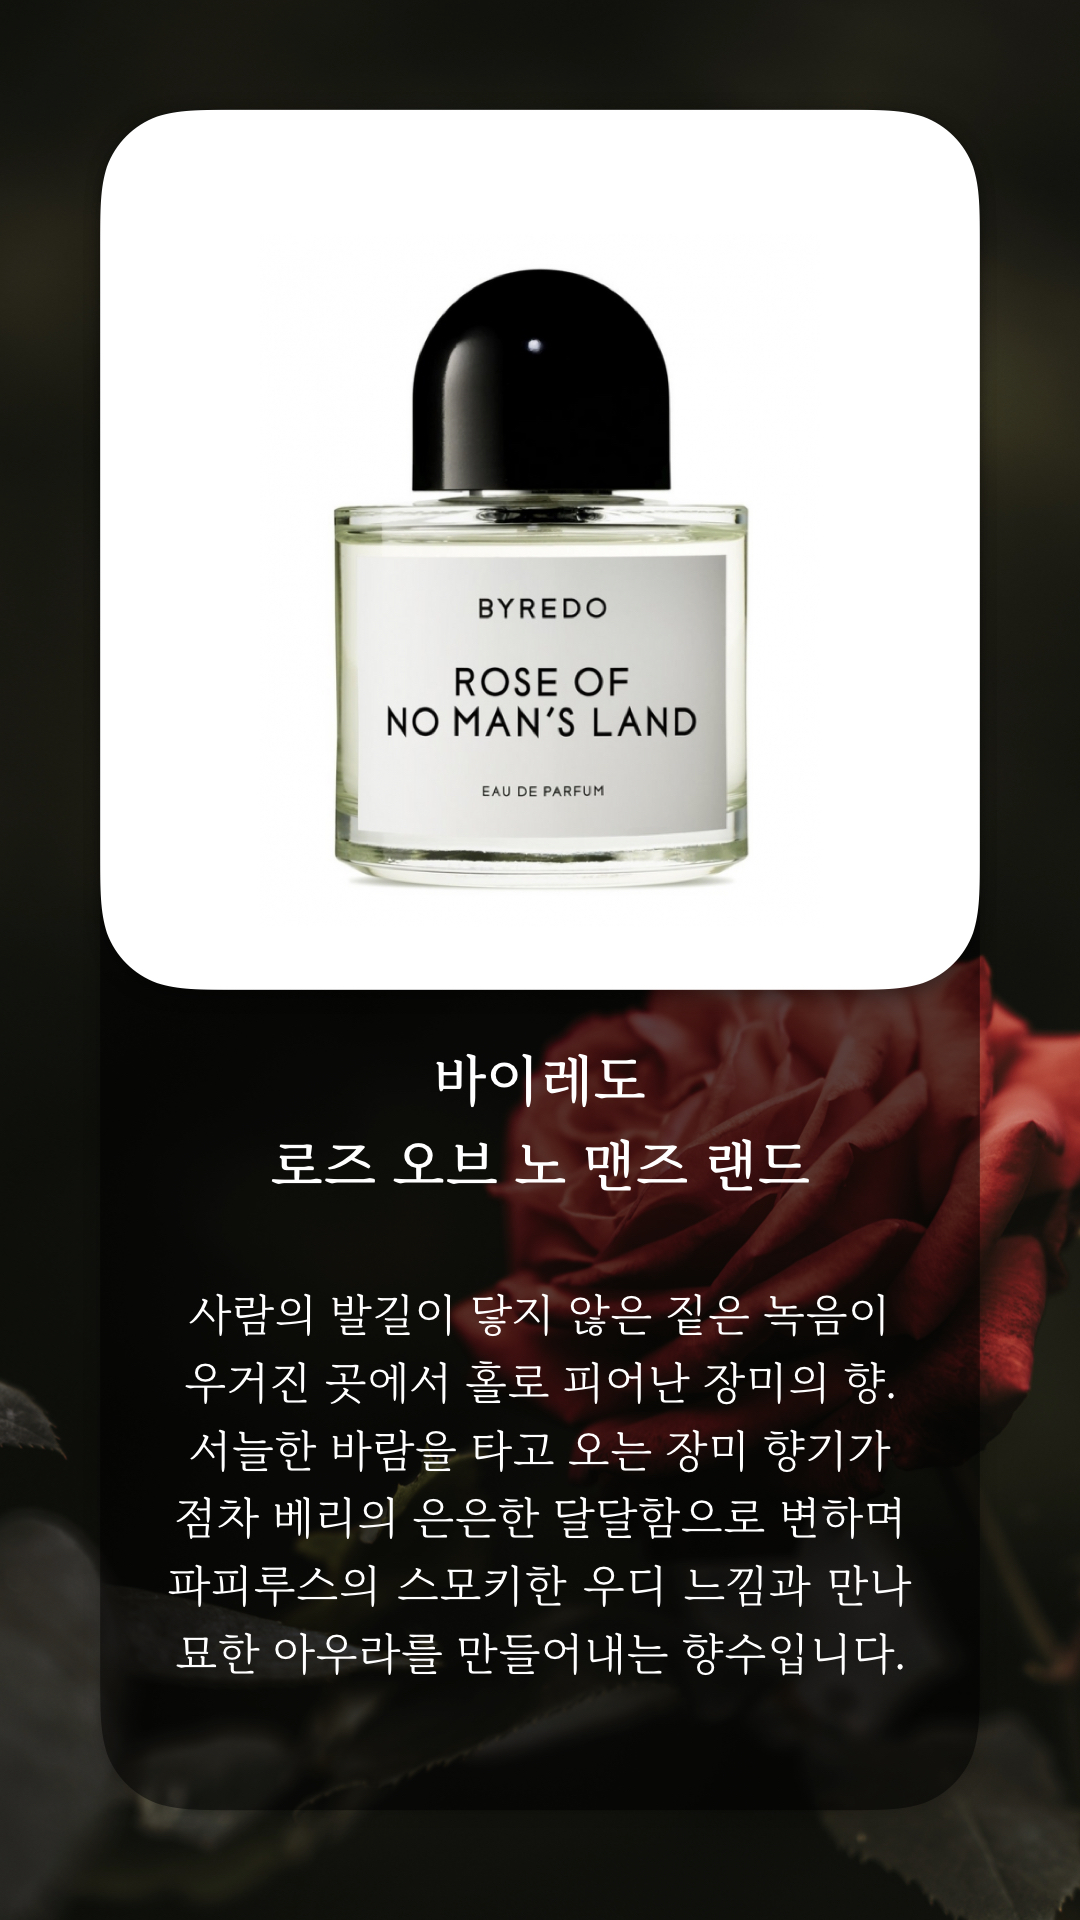 BYREDO
ROSE OF
NO MAN'S LAND
EAU DE PARFUM
바이레도
로즈 오브 노 맨즈 랜드
사람의 발길이 닿지 않은 짙은 녹음이
우거진 곳에서 홀로 피어난 장미의 향.
서늘한 바람을 타고 오는 장미 향기가
점차 베리의 은은한 달달함으로 변하며
파피루스의 스모키한 우디 느낌과 만나
묘한 아우라를 만들어내는 향수입니다.